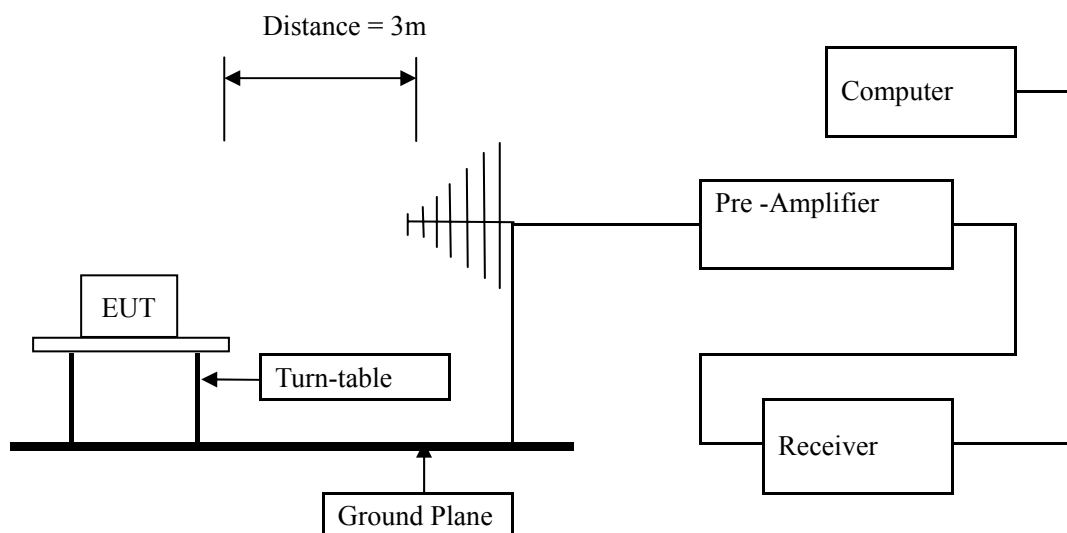 Distance = 3m
Computer
Pre -Amplifier
EUT
Turn-table
Receiver
Ground Plane